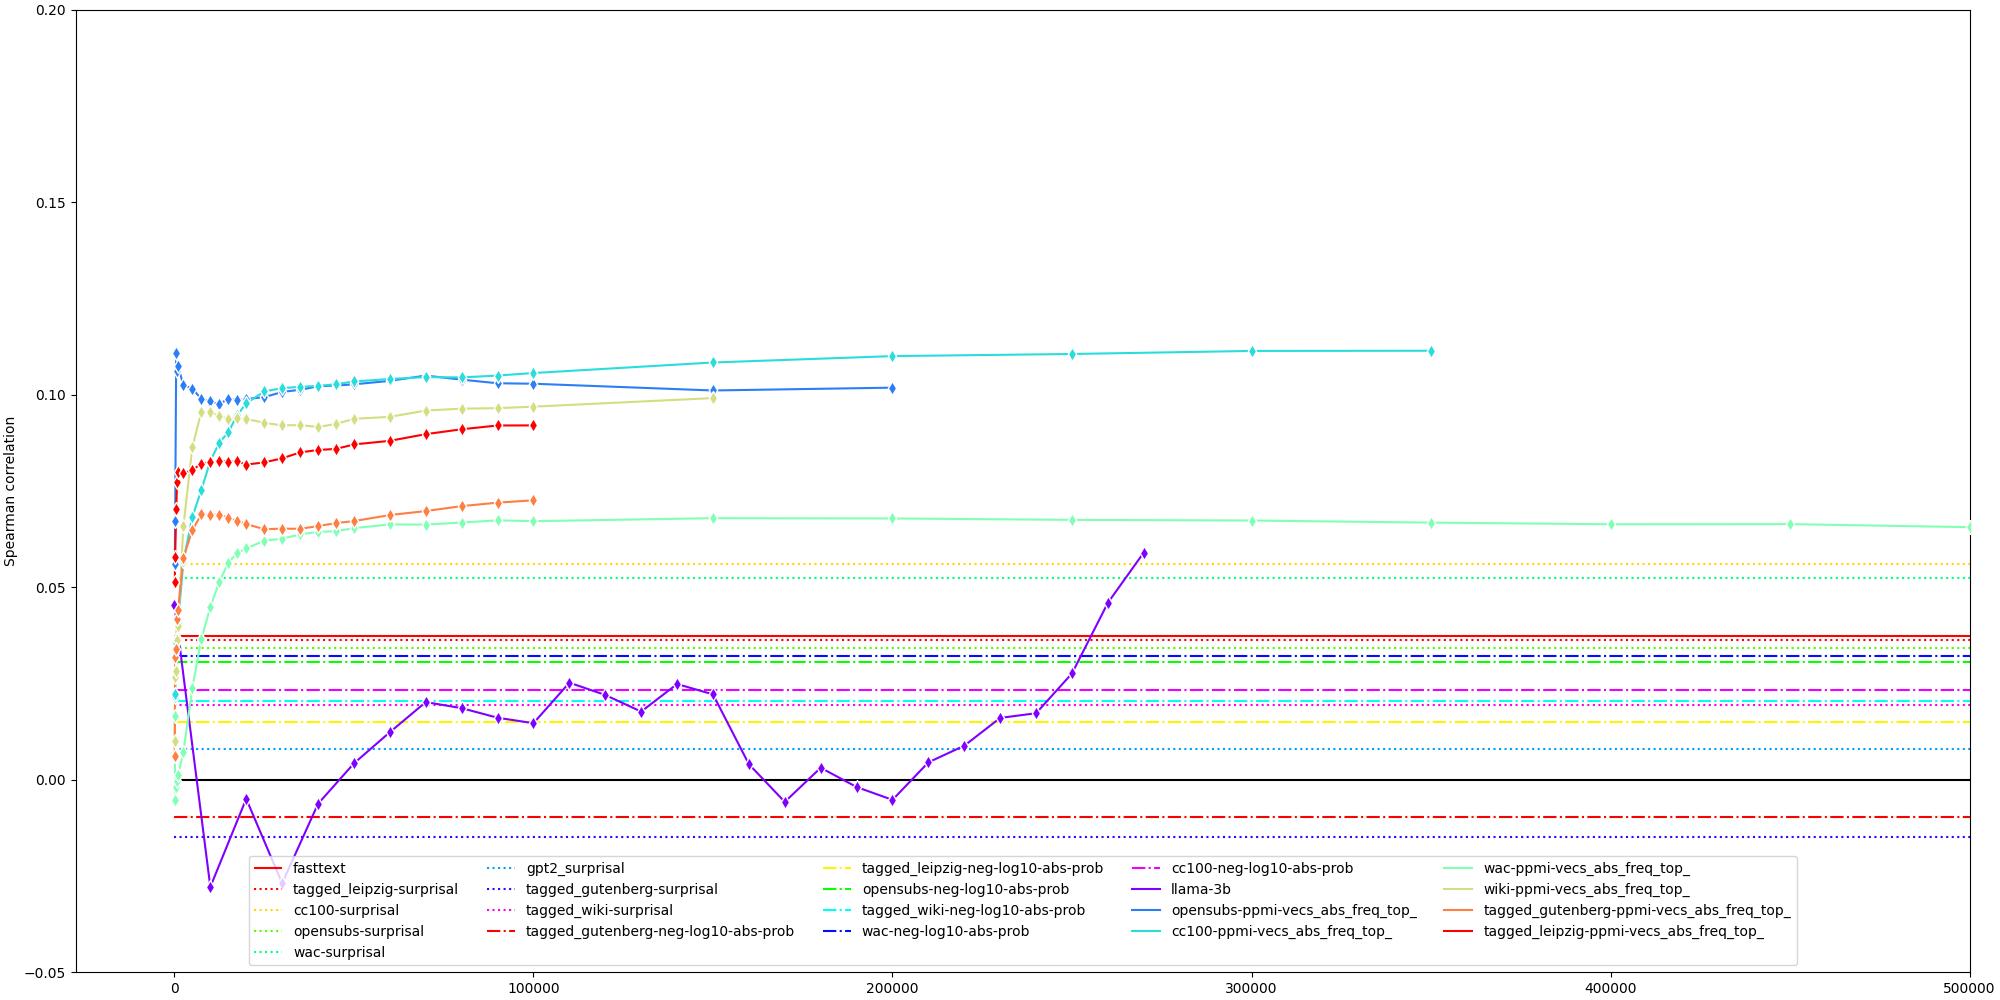 0.20
0.15
0.10
0.05
0.00
−0.05
Spearman correlation
0
100000
200000
300000
400000
500000
fasttext
tagged_leipzig-surprisal
cc100-surprisal
opensubs-surprisal
wac-surprisal
gpt2_surprisal
tagged_gutenberg-surprisal
tagged_wiki-surprisal
tagged_gutenberg-neg-log10-abs-prob
tagged_leipzig-neg-log10-abs-prob
opensubs-neg-log10-abs-prob
tagged_wiki-neg-log10-abs-prob
wac-neg-log10-abs-prob
cc100-neg-log10-abs-prob
llama-3b
opensubs-ppmi-vecs_abs_freq_top_
cc100-ppmi-vecs_abs_freq_top_
wac-ppmi-vecs_abs_freq_top_
wiki-ppmi-vecs_abs_freq_top_
tagged_gutenberg-ppmi-vecs_abs_freq_top_
tagged_leipzig-ppmi-vecs_abs_freq_top_